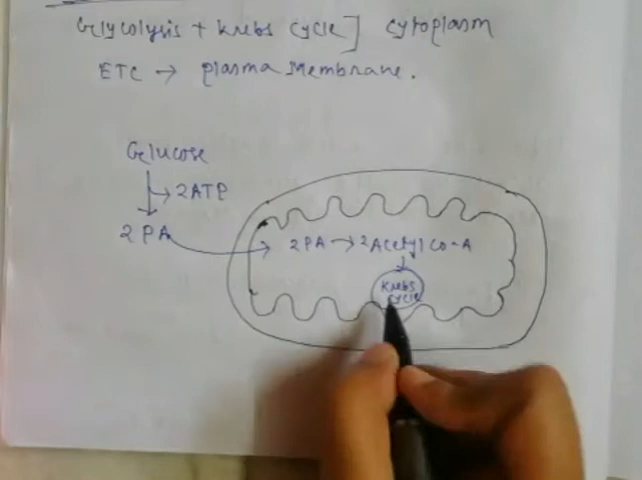 Glycolysis + Krebs cycle] cytoplasm
ETC → plasma Membrane.
Glucose
→ 2ATP
2 PA
2PA → 2Acetyl Co-A
Krebs
cycle